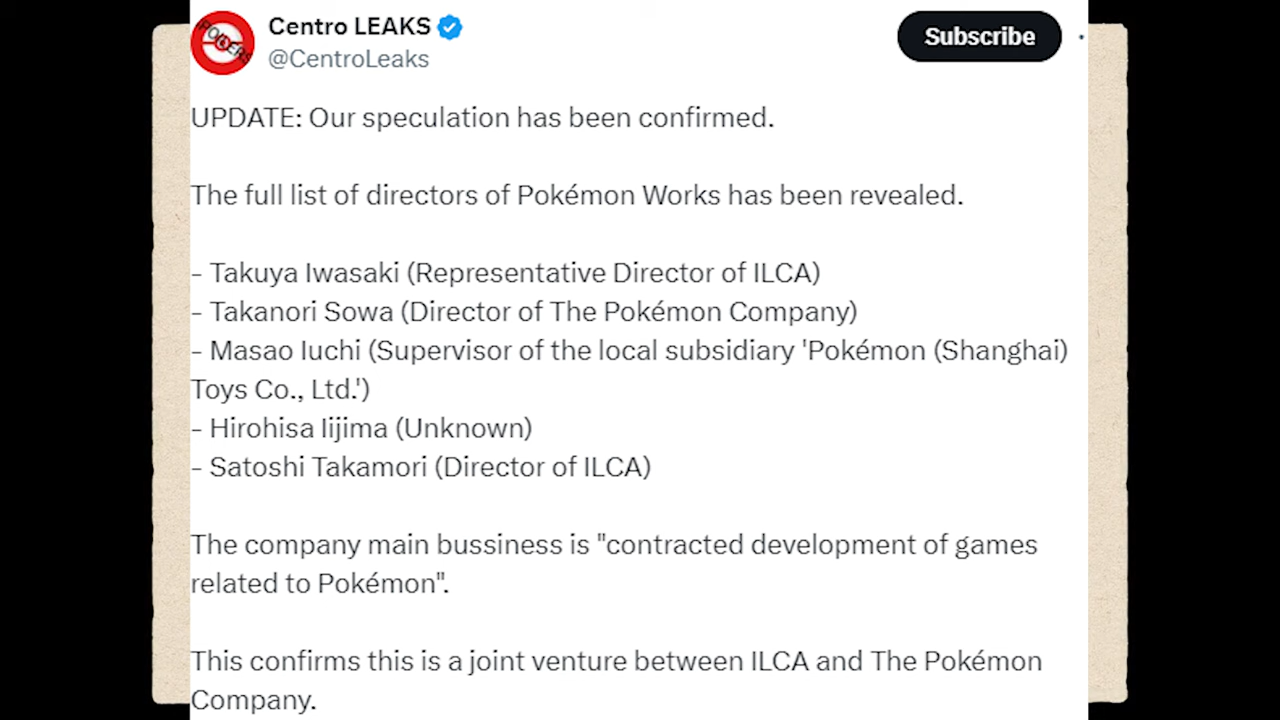 Centro LEAKS
@CentroLeaks
Subscribe
UPDATE: Our speculation has been confirmed.
The full list of directors of Pokémon Works has been revealed.
- Takuya Iwasaki (Representative Director of ILCA)
- Takanori Sowa (Director of The Pokémon Company)
- Masao Iuchi (Supervisor of the local subsidiary 'Pokémon (Shanghai)
Toys Co., Ltd.')
- Hirohisa Iijima (Unknown)
- Satoshi Takamori (Director of ILCA)
The company main bussiness is "contracted development of games
related to Pokémon".
This confirms this is a joint venture between ILCA and The Pokémon
Company.